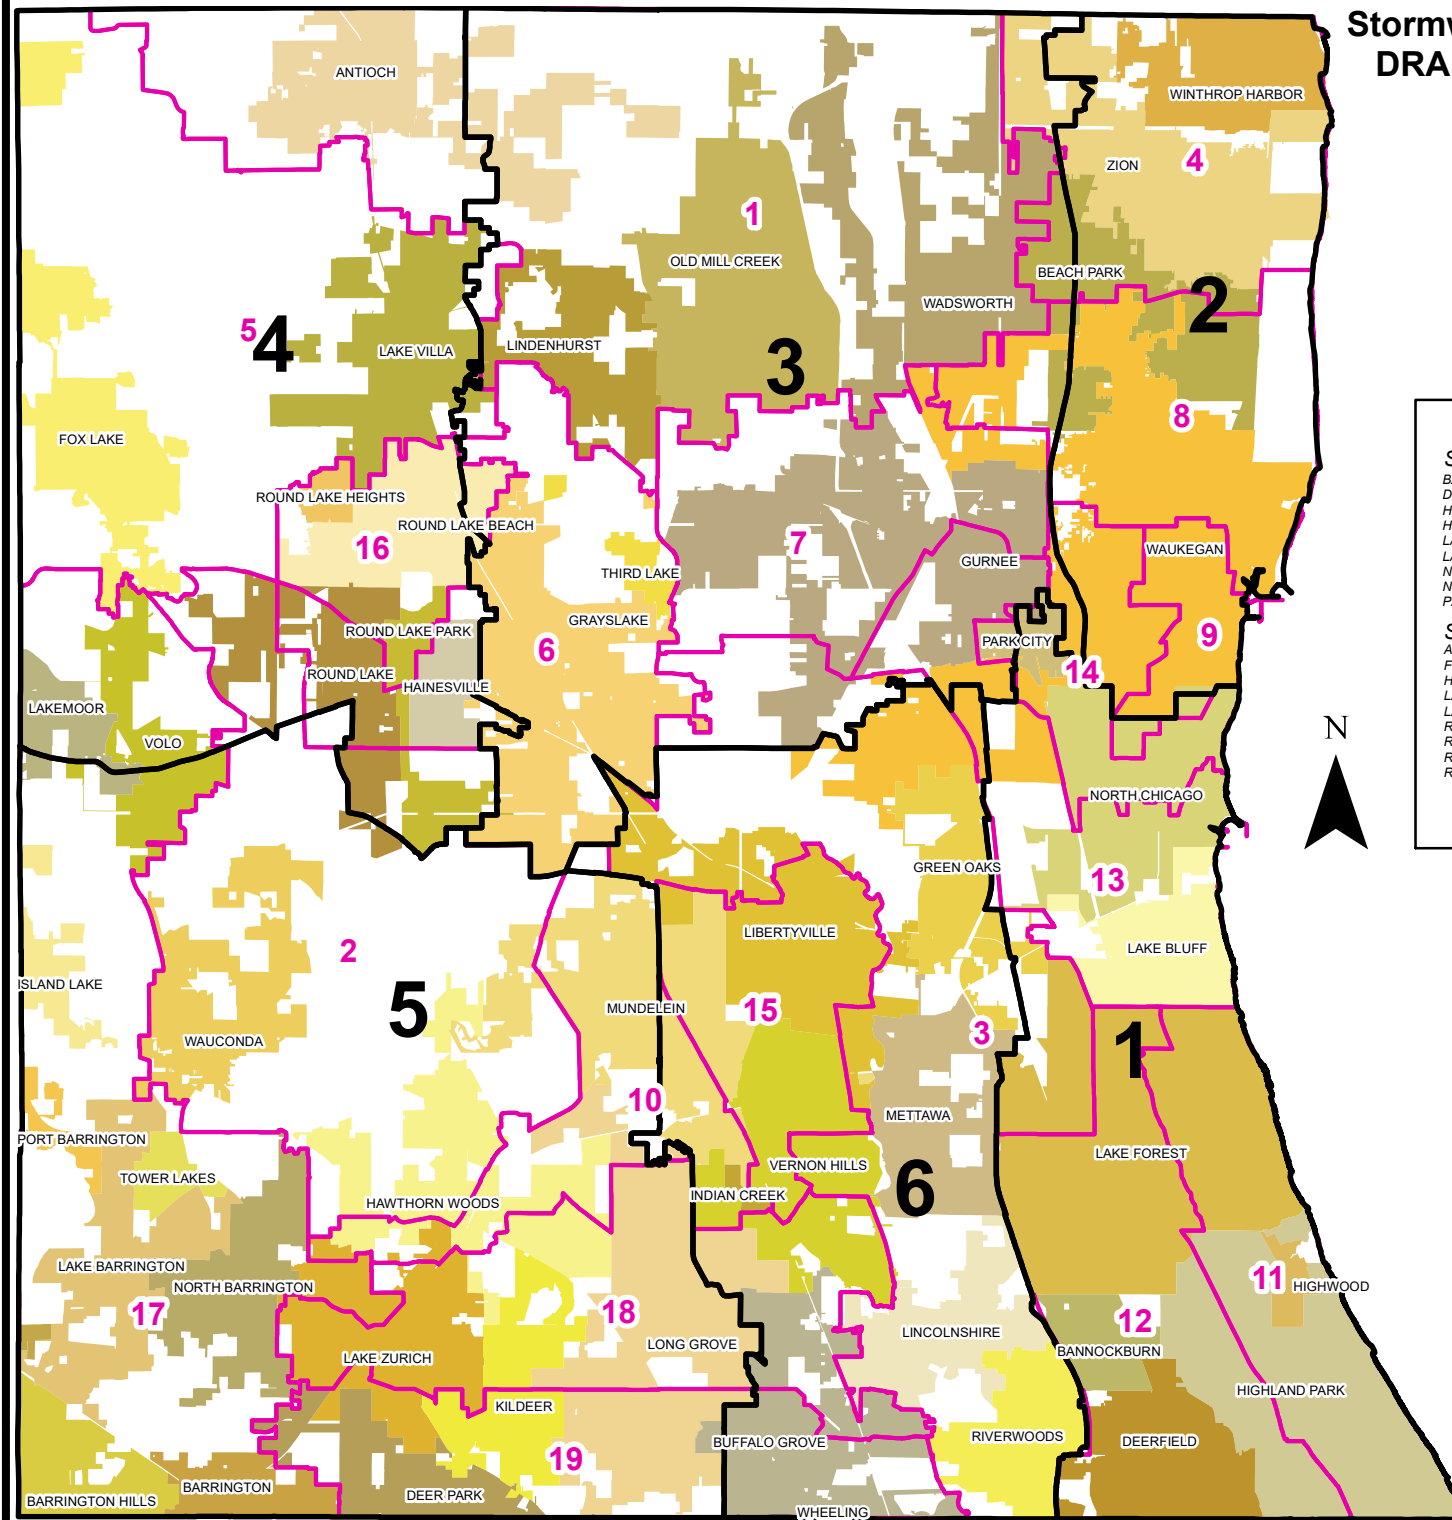 Stormw
DRA
ANTIOCH
WINTHROP HARBOR
ZION
4
1
OLD MILL CREEK
BEACH PARK
WADSWORTH
2
5
4
LAKE VILLA
LINDENHURST
3
8
FOX LAKE
ROUND LAKE HEIGHTS
ROUND LAKE BEACH
16
7
WAUKEGAN
GURNEE
THIRD LAKE
GRAYSLAKE
ROUND LAKE PARK
6
PARK CITY
9
14
ROUND LAKE
HAINESVILLE
LAKEMOOR
VOLO
N
NORTH CHICAGO
GREEN OAKS
13
LIBERTYVILLE
LAKE BLUFF
2
ISLAND LAKE
5
MUNDELEIN
15
3
WAUCONDA
1
10
METTAWA
PORT BARRINGTON
LAKE FOREST
TOWER LAKES
VERNON HILLS
HAWTHORN WOODS
INDIAN CREEK
6
LAKE BARRINGTON
NORTH BARRINGTON
11
HIGHWOOD
17
18
12
LINCOLNSHIRE
LONG GROVE
BANNOCKBURN
LAKE ZURICH
HIGHLAND PARK
KILDEER
BUFFALO GROVE
RIVERWOODS
DEERFIELD
19
BARRINGTON
DEER PARK
BARRINGTON HILLS
WHEELING
S
B
D
H
H
LA
LA
N
N
P
S
A
F
H
L
L
R
R
R
R